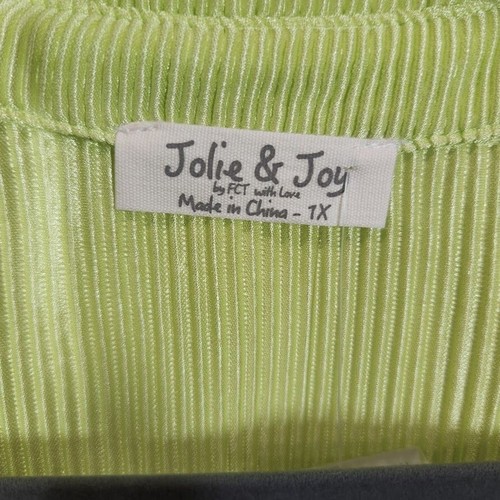 Jolie & Joy
by FCT with Love
Made in China - 1X